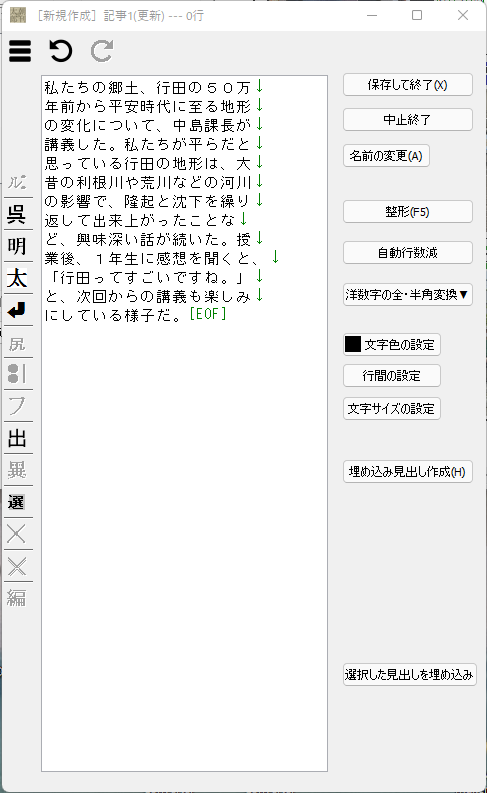 ［新規作成］記事1(更新) --- 0行
私たちの郷土、行田の５０万↓
年前から平安時代に至る地形↓
の変化について、中島課長が↓
講義した。私たちが平らだと↓
思っている行田の地形は、大↓
昔の利根川や荒川などの河川↓
の影響で、隆起と沈下を繰り↓
返して出来上がったことな↓
ど、興味深い話が続いた。授↓
業後、１年生に感想を聞くと、↓
「行田ってすごいですね。」↓
と、次回からの講義も楽しみ↓
にしている様子だ。[EOF]
ルビ
呉
明
太
尻
フ
出
異
選
編
保存して終了(X)
中止終了
名前の変更(A)
整形(F5)
自動行数減
洋数字の全・半角変換▼
文字色の設定
行間の設定
文字サイズの設定
埋め込み見出し作成(H)
選択した見出しを埋め込み